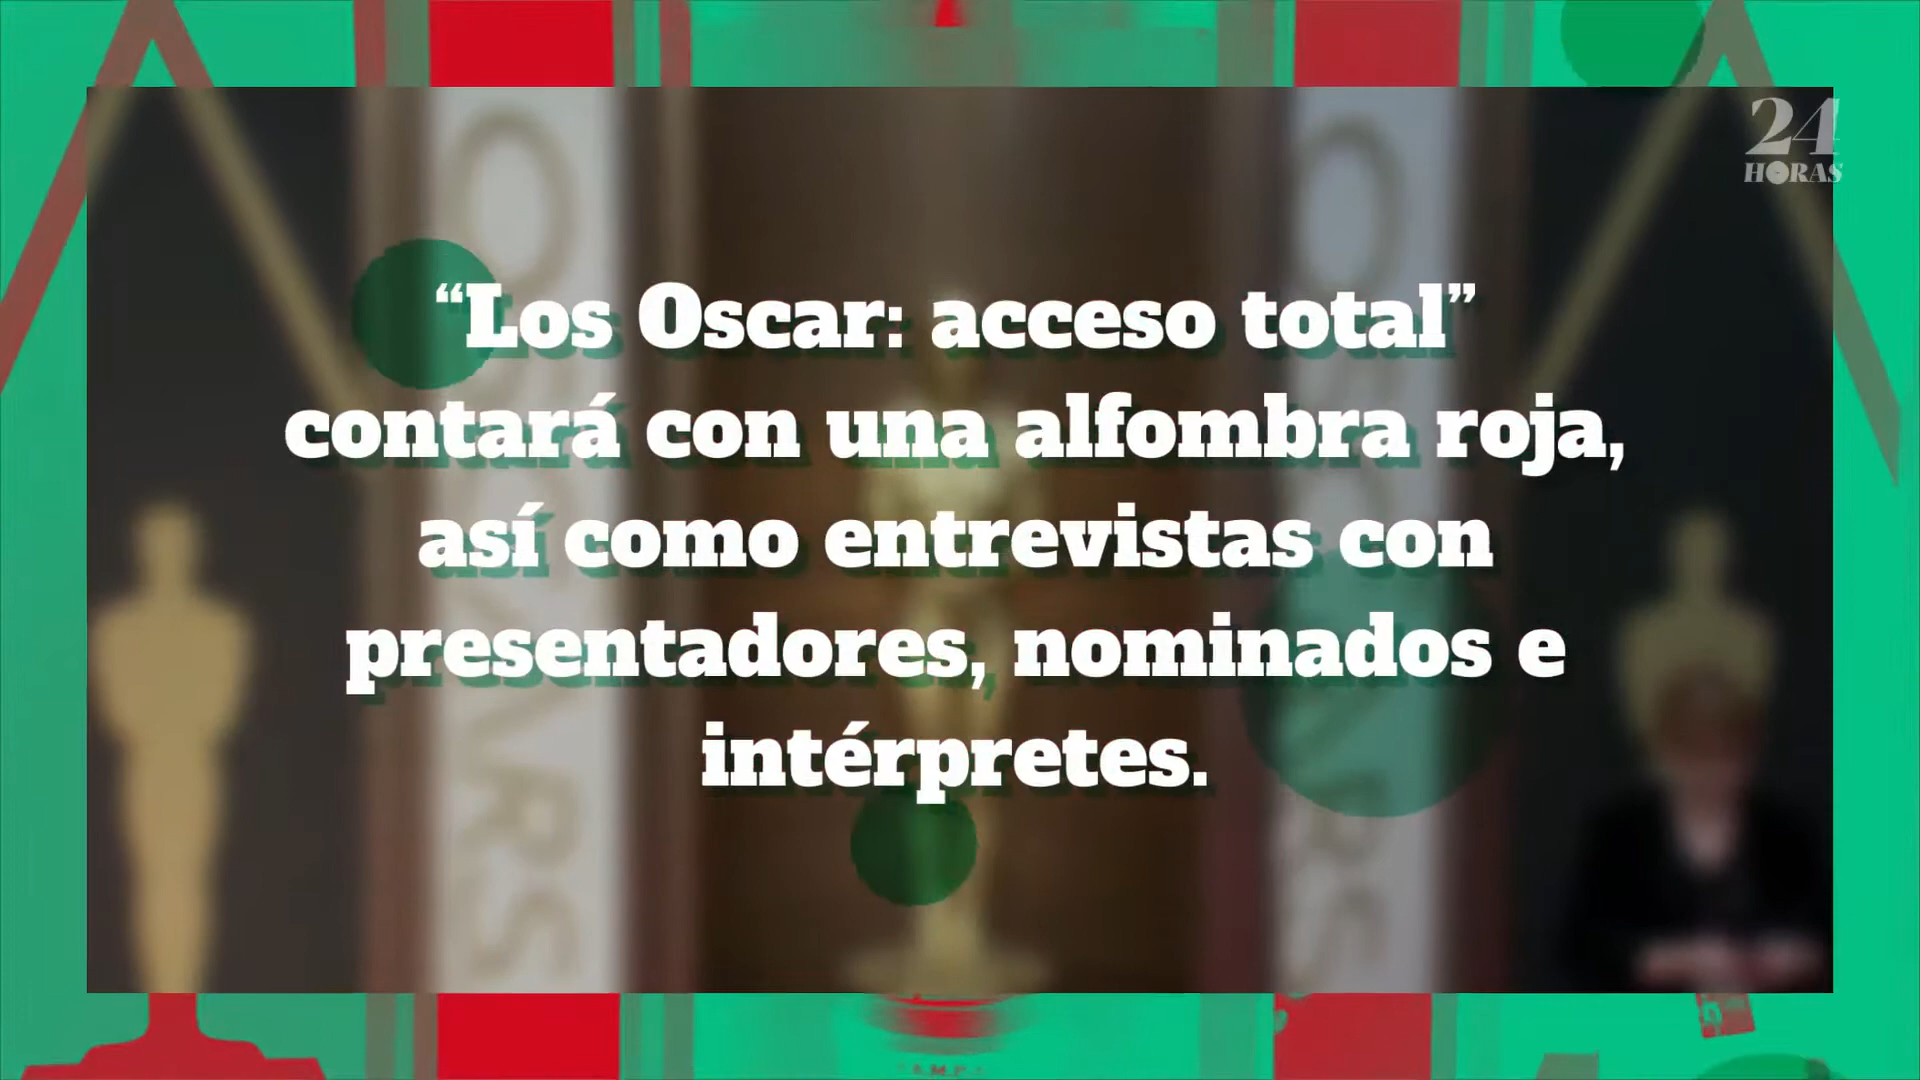 24
HORAS
“Los Oscar: acceso total”
contará con una alfombra roja,
así como entrevistas con
presentadores, nominados e
intérpretes.